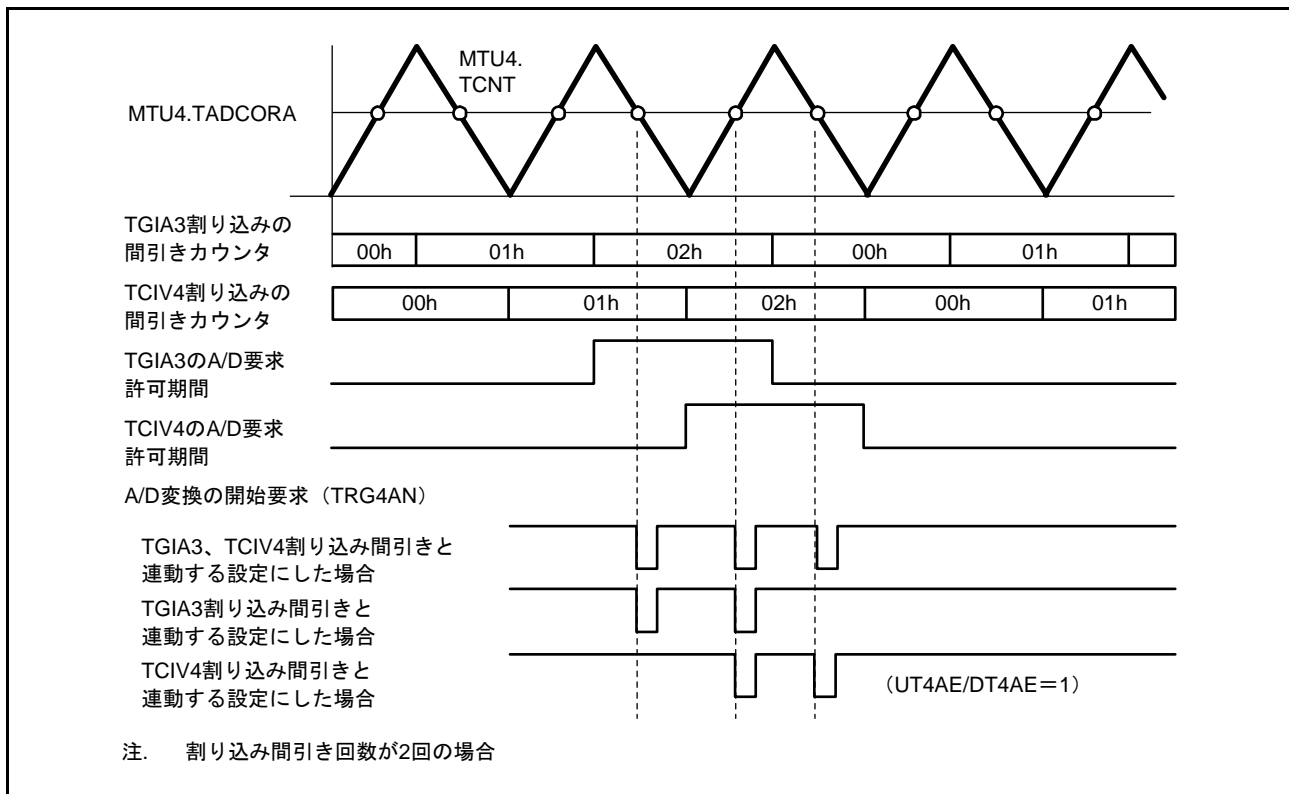 MTU4.
TCNT
MTU4.TADCORA
TGIA3割り込みの
間引きカウンタ
00h 01h 02h 00h 01h
TCIV4割り込みの
間引きカウンタ
00h 01h 02h 00h 01h
TGIA3のA/D要求
許可期間
TCIV4のA/D要求
許可期間
A/D変換の開始要求（TRG4AN）
TGIA3、TCIV4割り込み間引きと
連動する設定にした場合
TGIA3割り込み間引きと
連動する設定にした場合
TCIV4割り込み間引きと
連動する設定にした場合
（UT4AE/DT4AE＝1）
注. 割り込み間引き回数が2回の場合